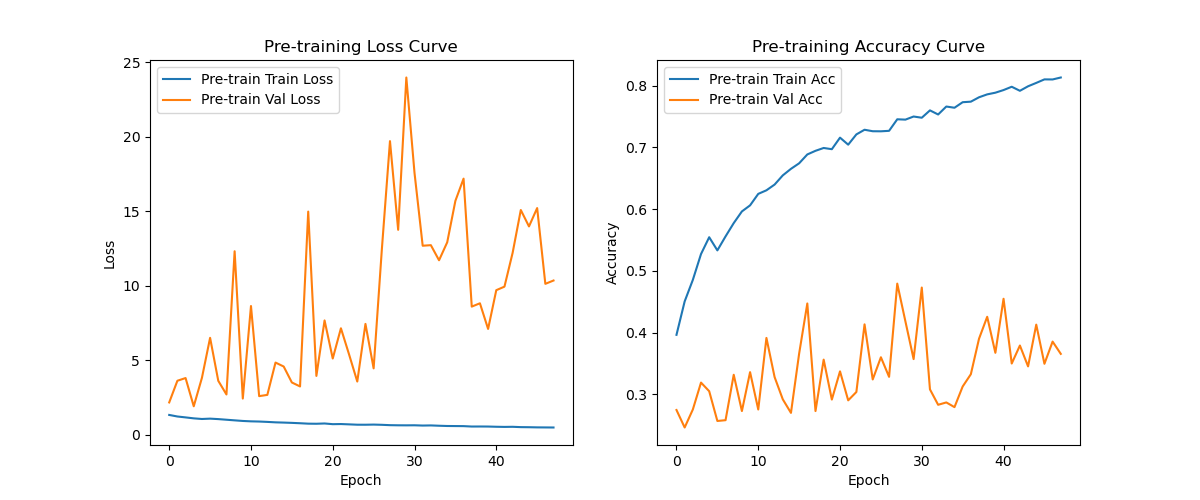 Pre-training Loss Curve
Pre-train Train Loss
Pre-train Val Loss
25
20
15
10
5
0
Loss
0 10 20 30 40
Epoch
Pre-training Accuracy Curve
Pre-train Train Acc
Pre-train Val Acc
0.8
0.7
0.6
0.5
0.4
0.3
Accuracy
0 10 20 30 40
Epoch